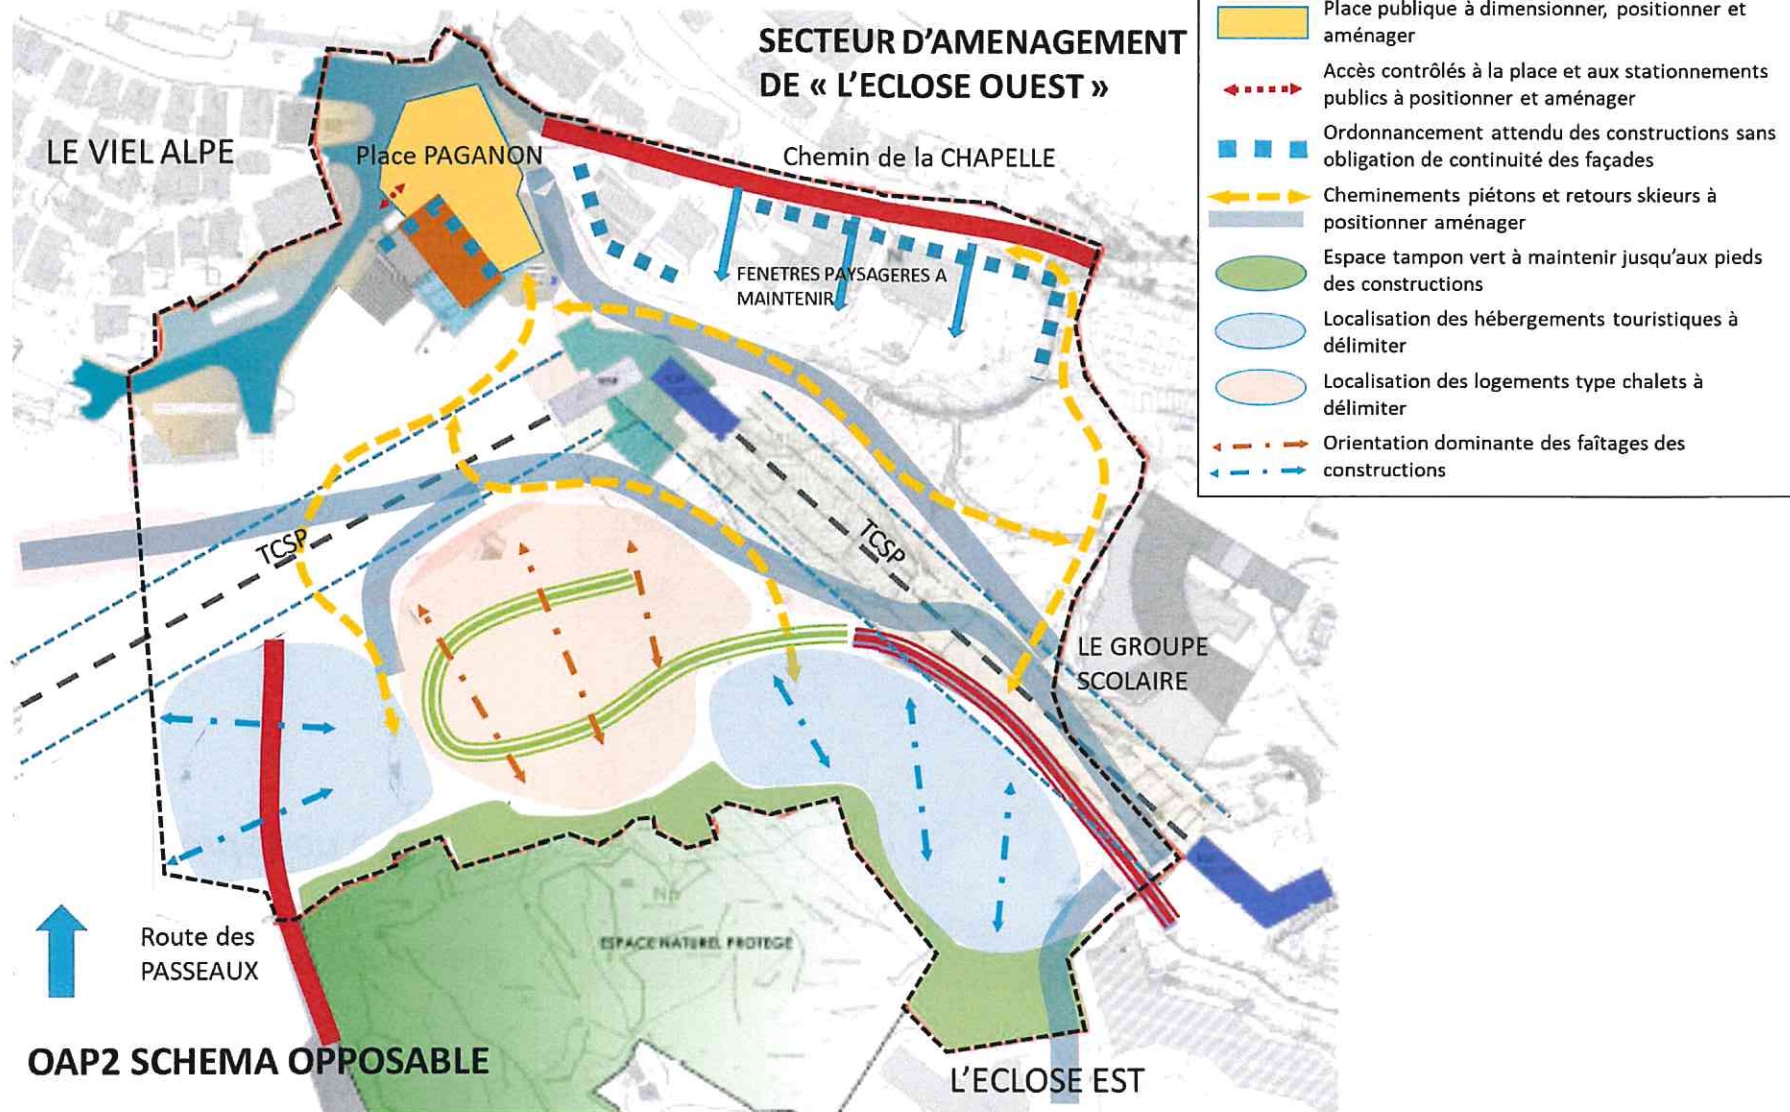 SECTEUR D'AMENAGEMENT
DE « L'ECLOSE OUEST »
LE VIEL ALPE
Place PAGANON
Chemin de la CHAPELLE
FENETRES PAYSAGERES A
MAINTENIR
TCSP
TCSP
LE GROUPE
SCOLAIRE
Route des
PASSEAUX
Np
ESPACE NATUREL PROTEGE
OAP2 SCHEMA OPPOSABLE
L'ECLOSE EST
Place publique à dimensionner, positionner et
aménager
Accès contrôlés à la place et aux stationnements
publics à positionner et aménager
Ordonnancement attendu des constructions sans
obligation de continuité des façades
Cheminements piétons et retours skieurs à
positionner aménager
Espace tampon vert à maintenir jusqu'aux pieds
des constructions
Localisation des hébergements touristiques à
délimiter
Localisation des logements type chalets à
délimiter
Orientation dominante des faîtages des
constructions